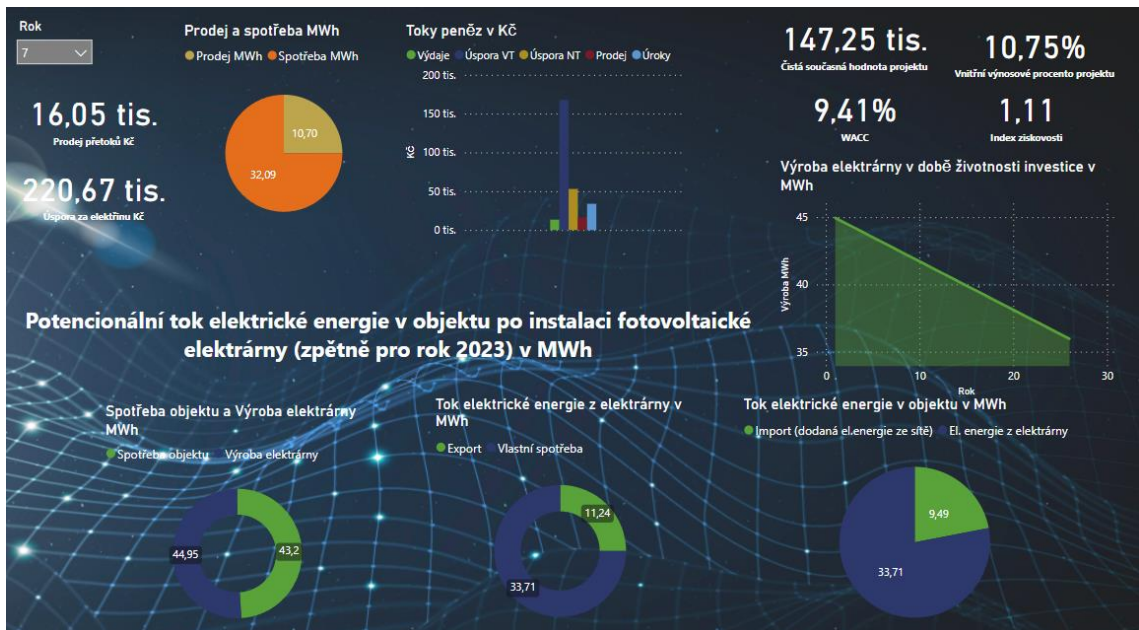 Rok
7
16,05 tis.
Prodej přetoků Kč
220,67 tis.
Úspora za elektřinu Kč
Prodej a spotřeba MWh
Prodej MWh Spotřeba MWh
10,70
32,09
Toky peněz v Kč
Výdaje Úspora VT Úspora NT Prodej Úroky
200 tis.
150 tis.
100 tis.
50 tis.
0 tis.
Kč
147,25 tis.
Čistá současná hodnota projektu
10,75%
Vnitřní výnosové procento projektu
9,41%
WACC
1,11
Index ziskovosti
Výroba elektrárny v době životnosti investice v
MWh
45
40
35
Výroba MWh
0 10 20 30
Rok
Potencionální tok elektrické energie v objektu po instalaci fotovoltaické
elektrárny (zpětně pro rok 2023) v MWh
Spotřeba objektu a Výroba elektrárny
MWh
Spotřeba objektu Výroba elektrárny
44,95
43,2
Tok elektrické energie z elektrárny v
MWh
Export Vlastní spotřeba
11,24
33,71
Tok elektrické energie v objektu v MWh
Import (dodaná el.energie ze sítě) El. energie z elektrárny
9,49
33,71